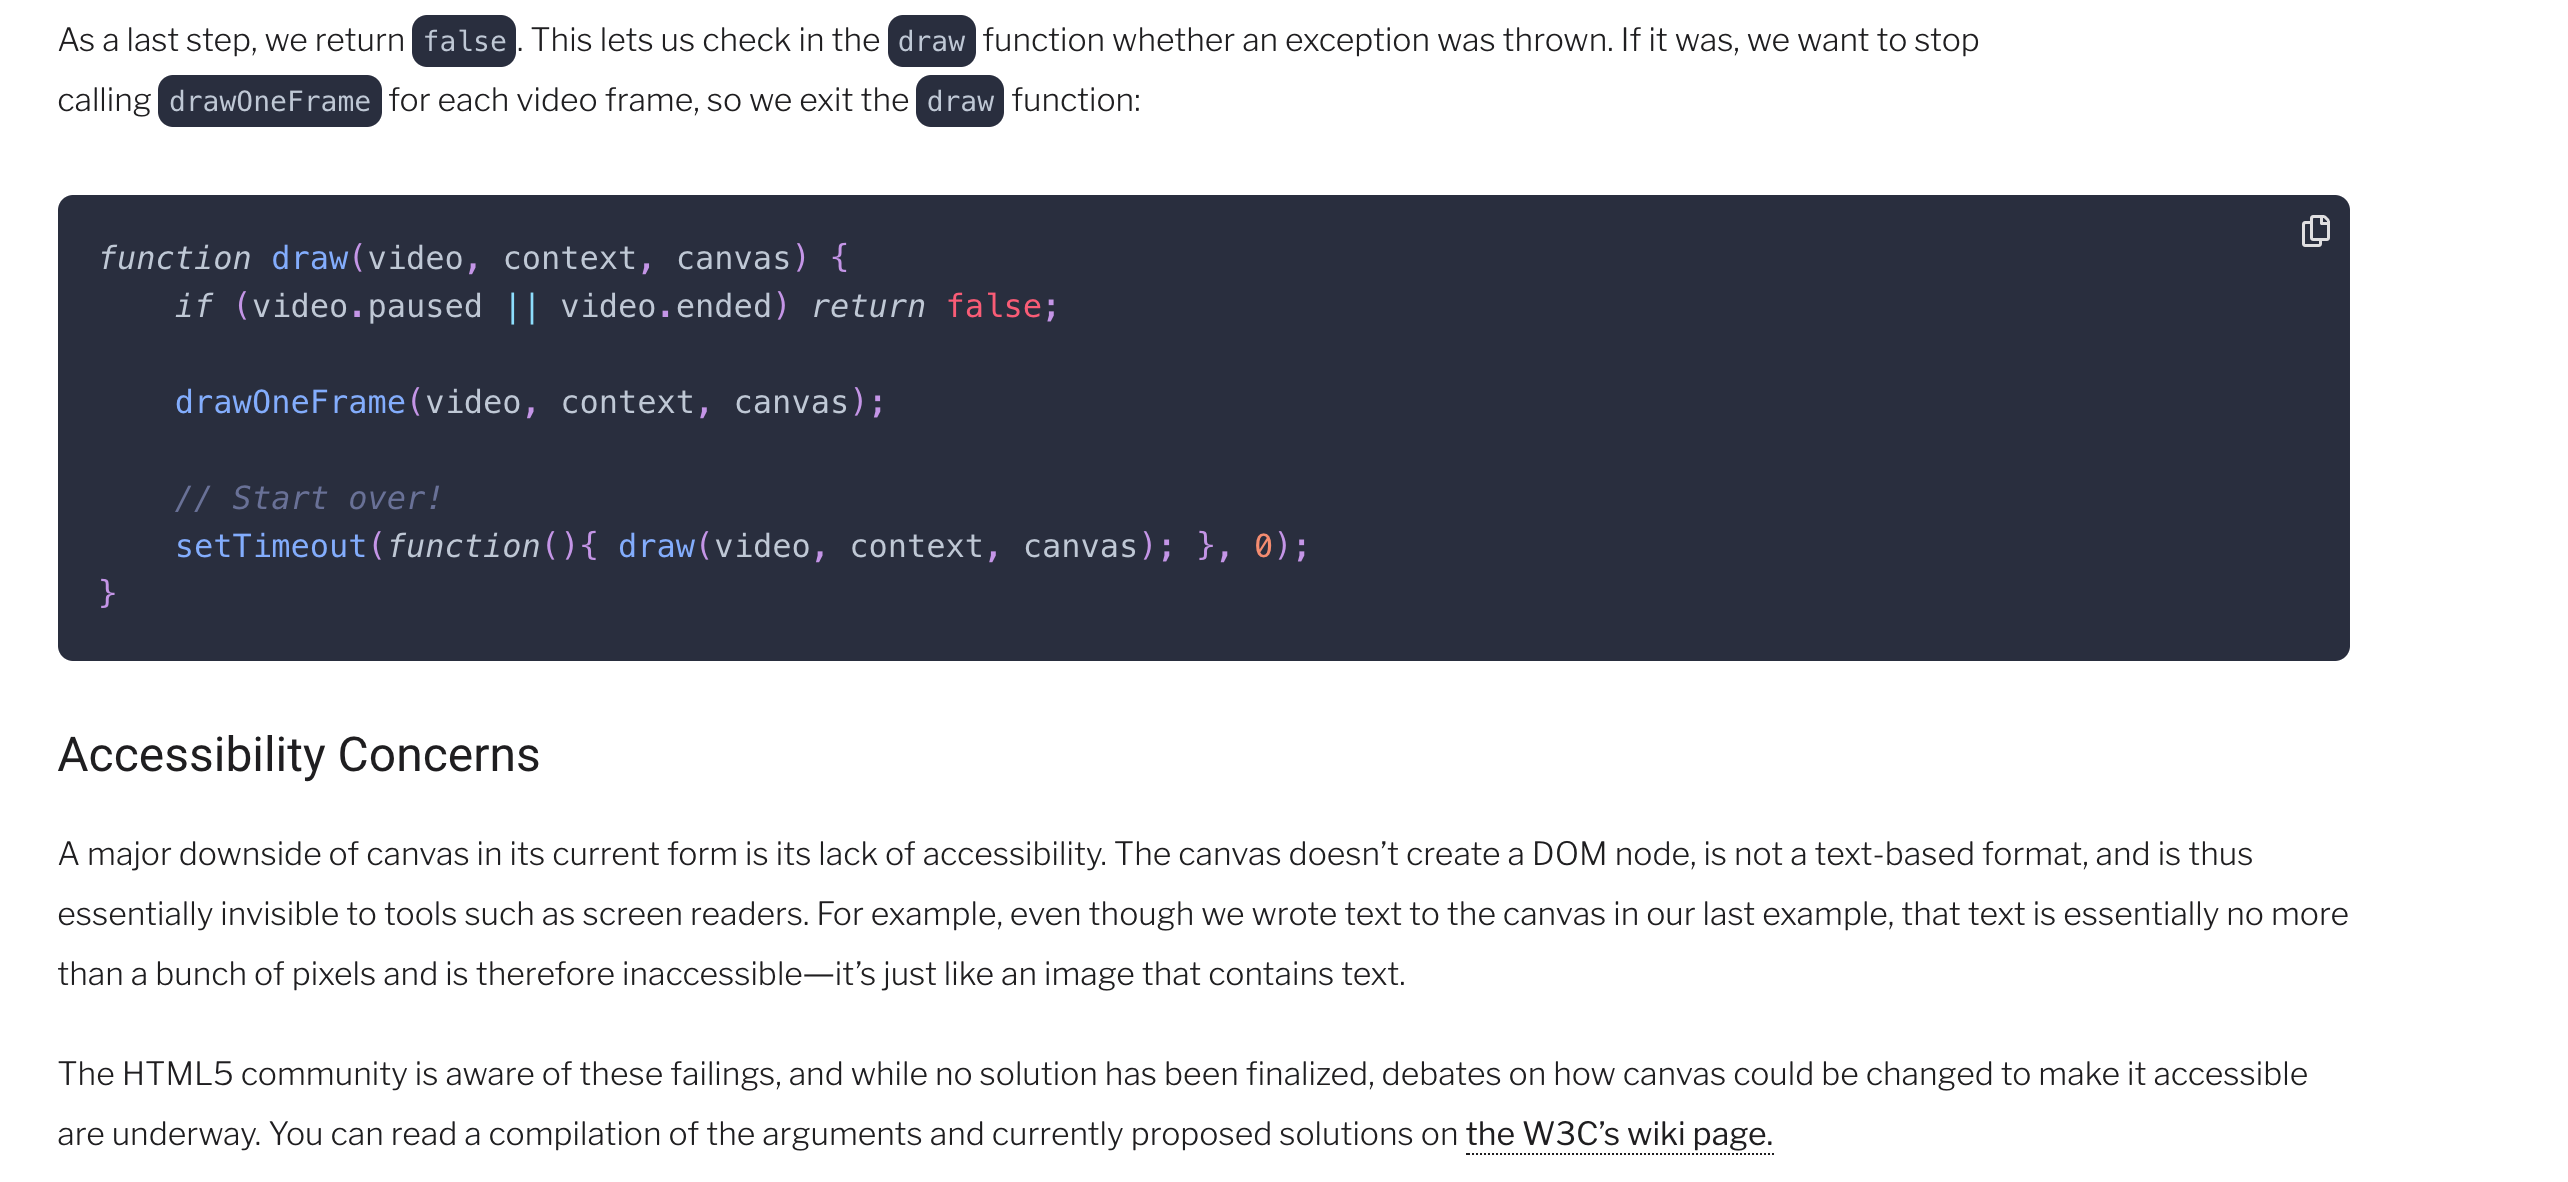 As a last step, we return false. This lets us check in the draw function whether an exception was thrown. If it was, we want to stop
calling drawOneFrame for each video frame, so we exit the draw function:
function draw(video, context, canvas) {
    if (video.paused || video.ended) return false;
    drawOneFrame(video, context, canvas);
    // Start over!
    setTimeout(function(){ draw(video, context, canvas); }, 0);
}
Accessibility Concerns
A major downside of canvas in its current form is its lack of accessibility. The canvas doesn’t create a DOM node, is not a text-based format, and is thus
essentially invisible to tools such as screen readers. For example, even though we wrote text to the canvas in our last example, that text is essentially no more
than a bunch of pixels and is therefore inaccessible—it’s just like an image that contains text.
The HTML5 community is aware of these failings, and while no solution has been finalized, debates on how canvas could be changed to make it accessible
are underway. You can read a compilation of the arguments and currently proposed solutions on the W3C’s wiki page.